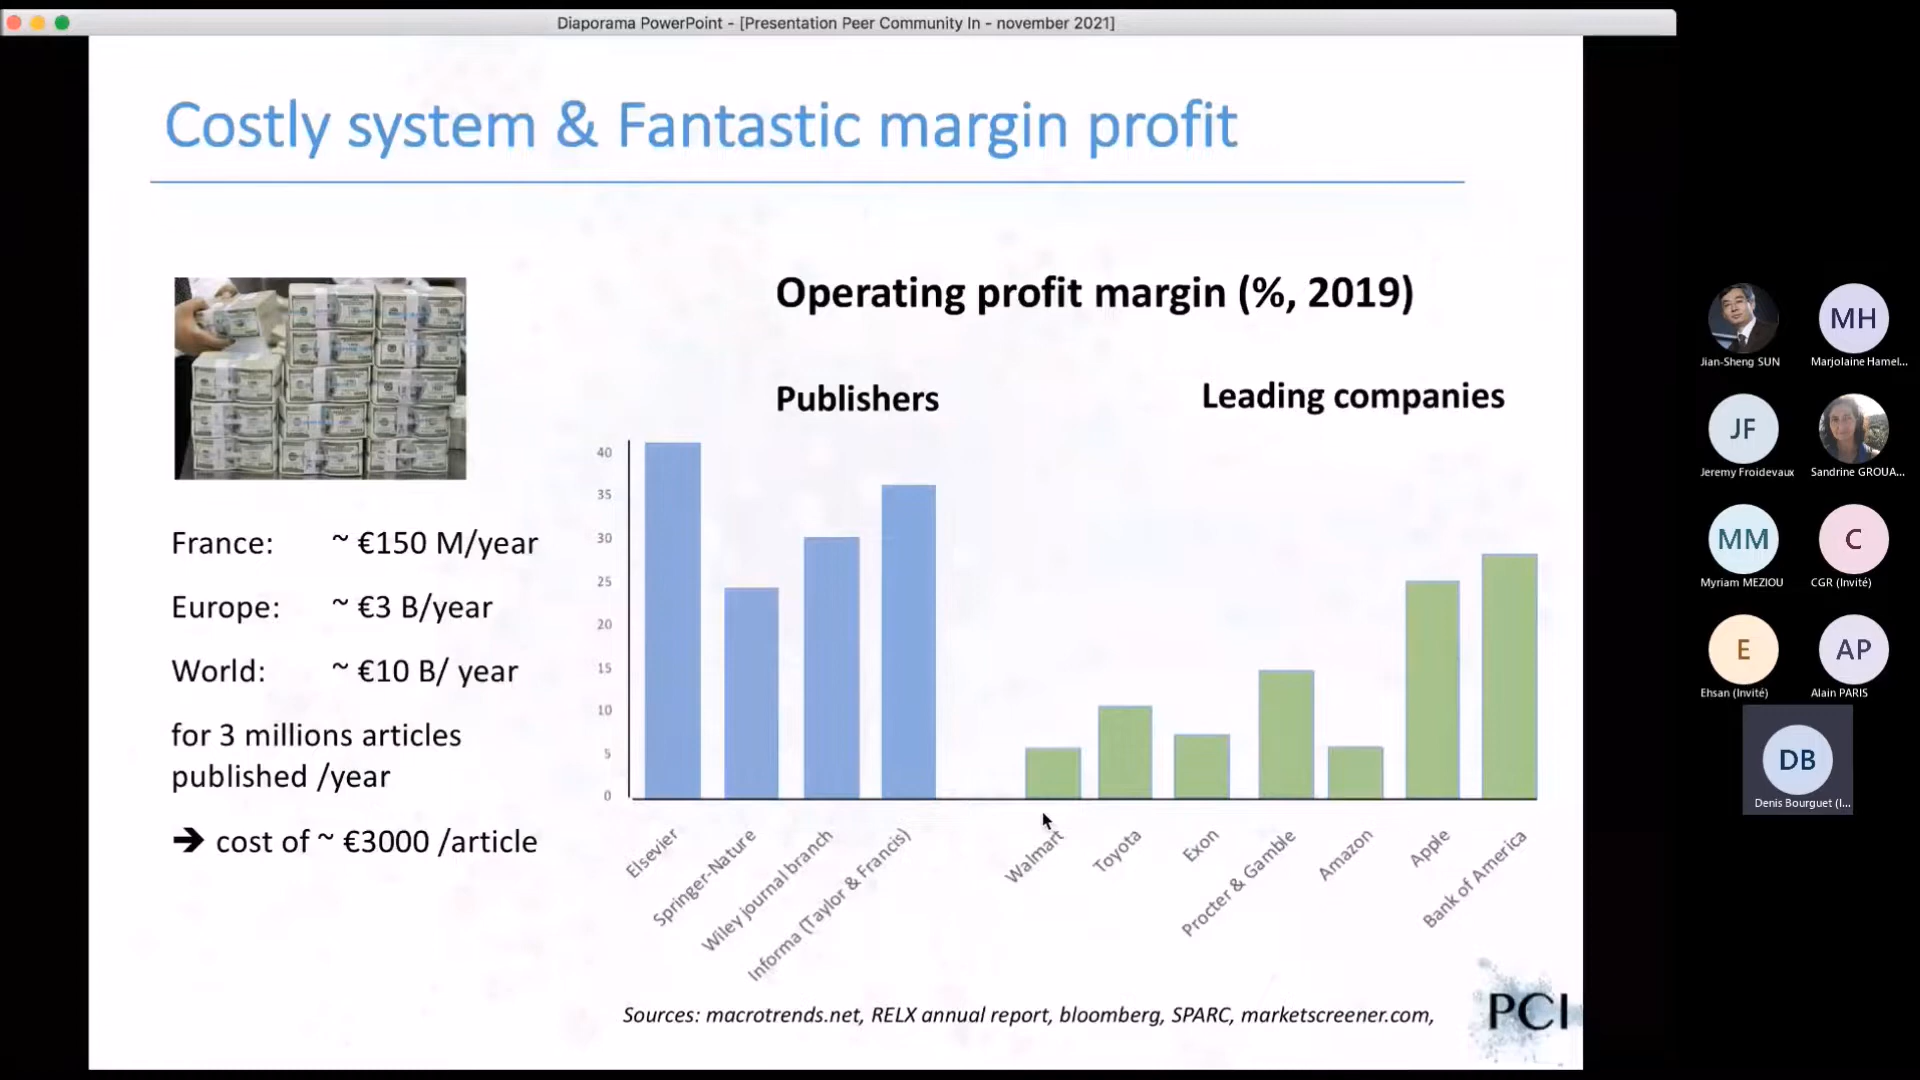 Diaporama PowerPoint - [Presentation Peer Community In - november 2021]
Costly system & Fantastic margin profit
France: ~ €150 M/year
Europe: ~ €3 B/year
World: ~ €10 B/ year
for 3 millions articles
published /year
➔ cost of ~ €3000 /article
Operating profit margin (%, 2019)
Publishers
Leading companies
40
35
30
25
20
15
10
5
0
Elsevier
Springer-Nature
Wiley journal branch
Informa (Taylor & Francis)
Walmart
Toyota
Exon
Procter & Gamble
Amazon
Apple
Bank of America
Sources: macrotrends.net, RELX annual report, bloomberg, SPARC, marketscreener.com,
PCI
Jian-Sheng SUN
MH
Marjolaine Hamel...
JF
Jeremy Froidevaux
Sandrine GROUA...
MM
Myriam MEZIOU
C
CGR (Invité)
E
Ehsan (Invité)
AP
Alain PARIS
DB
Denis Bourguet (I...